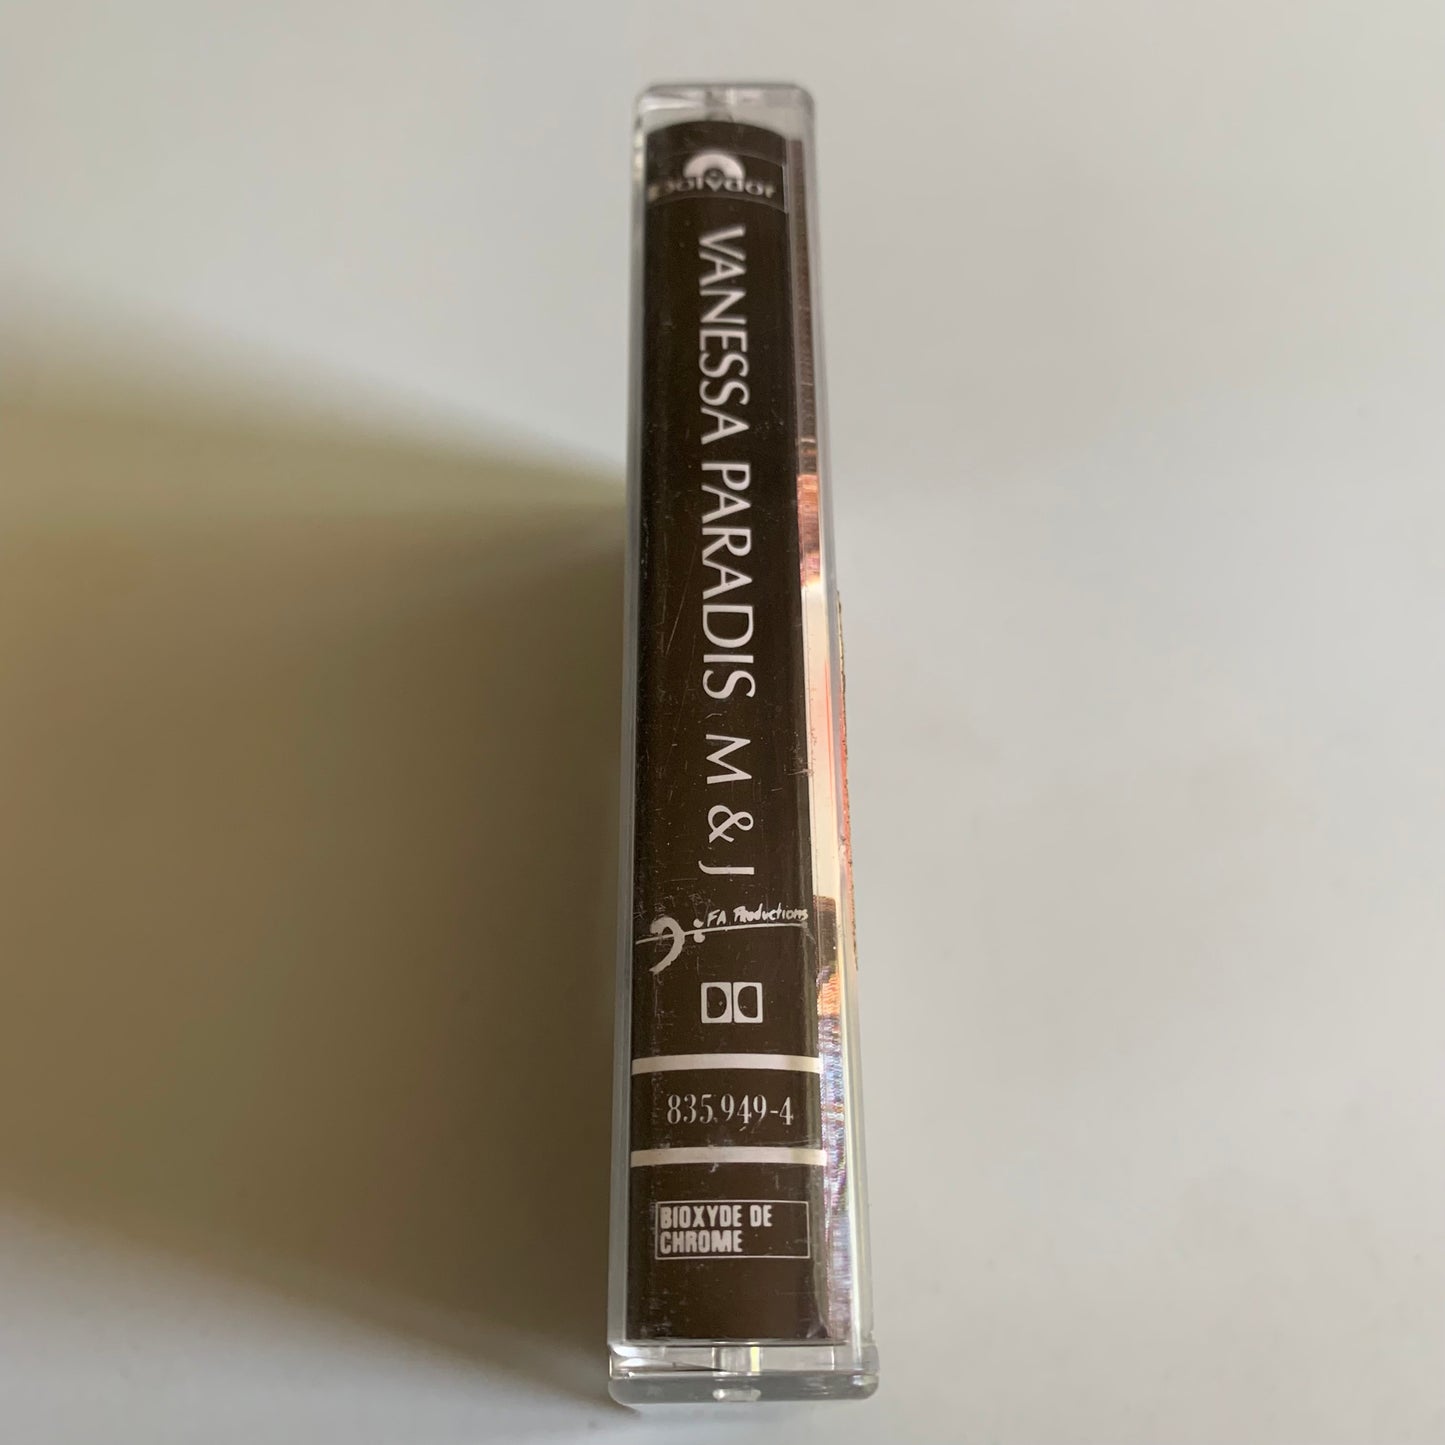 polydor
VANESSA PARADIS M & J
FA Productions
835.949-4
BIOXYDE DE
CHROME